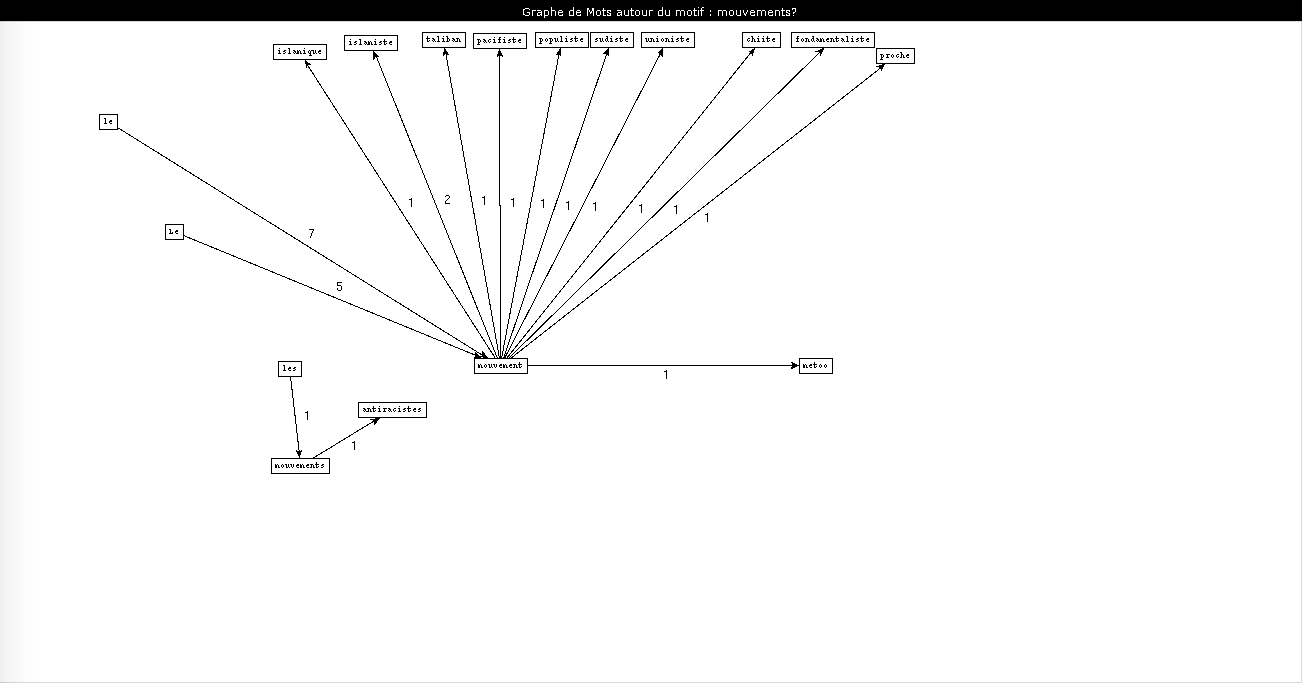 Graphe de Mots autour du motif : mouvements?
islamique
islamiste
taliban
pacifiste
populiste
sudiste
unioniste
chiite
fondamentaliste
proche
le
1
2
1
1
1
1
1
1
1
1
Le
7
5
les
mouvement
metoo
1
antiracistes
1
1
mouvements